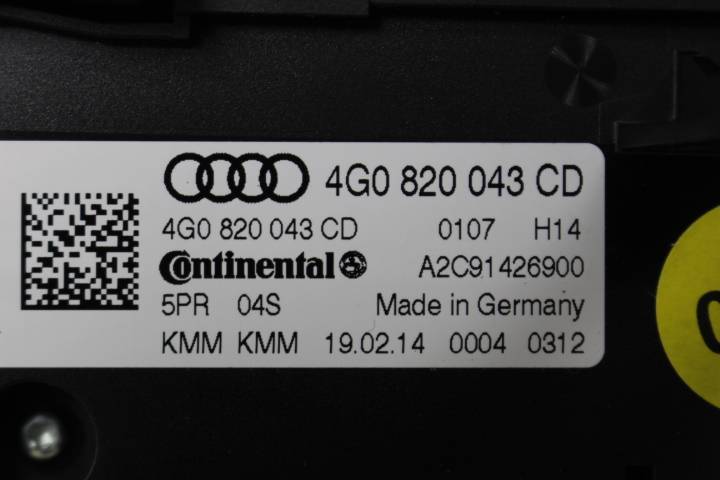 4G0 820 043 CD
4G0 820 043 CD 0107 H14
Continental A2C91426900
5PR 04S Made in Germany
KMM KMM 19.02.14 0004 0312